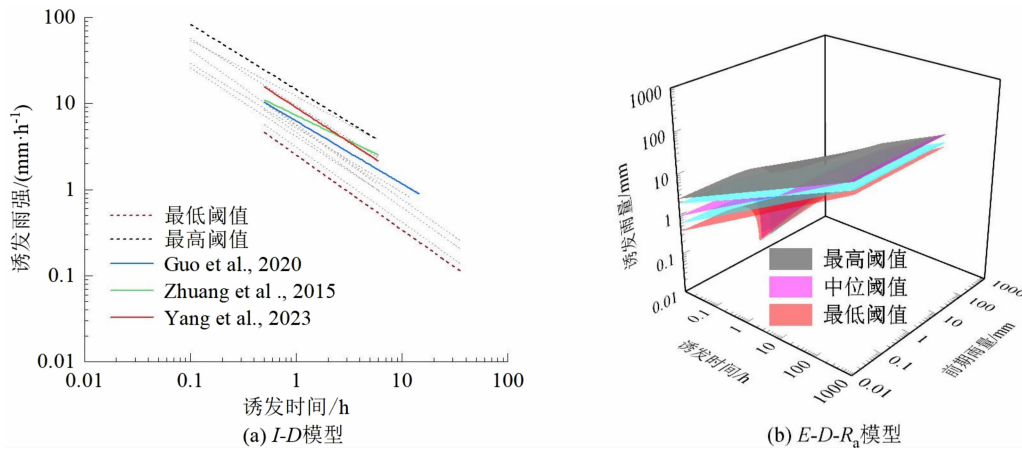 100
10
1
0.1
0.01
诱发雨强/(mm·h⁻¹)
最低阈值
最高阈值
Guo et al., 2020
Zhuang et al ., 2015
Yang et al., 2023
0.01
0.1
1
10
100
诱发时间/h
(a) I-D模型
1000
100
10
1
0.1
0.01
诱发雨量/mm
最高阈值
中位阈值
最低阈值
0.1
1
10
100
1000
诱发时间/h
0.01
0.1
1
10
100
1000
前期雨量/mm
(b) E-D-Rₐ模型